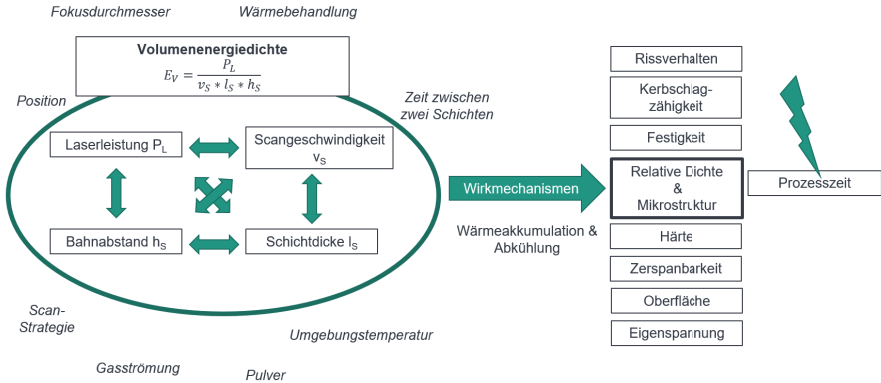 Fokusdurchmesser
Wärmebehandlung
Volumenenergiedichte
E_V = P_L / (v_S * l_S * h_S)
Position
Zeit zwischen
zwei Schichten
Laserleistung P_L
Scangeschwindigkeit
v_S
Bahnabstand h_S
Schichtdicke l_S
Scan-
Strategie
Umgebungstemperatur
Gasströmung
Pulver
Wirkmechanismen
Wärmeakkumulation &
Abkühlung
Rissverhalten
Kerbschlag-
zähigkeit
Festigkeit
Relative Dichte
&
Mikrostruktur
Härte
Zerspanbarkeit
Oberfläche
Eigenspannung
Prozesszeit